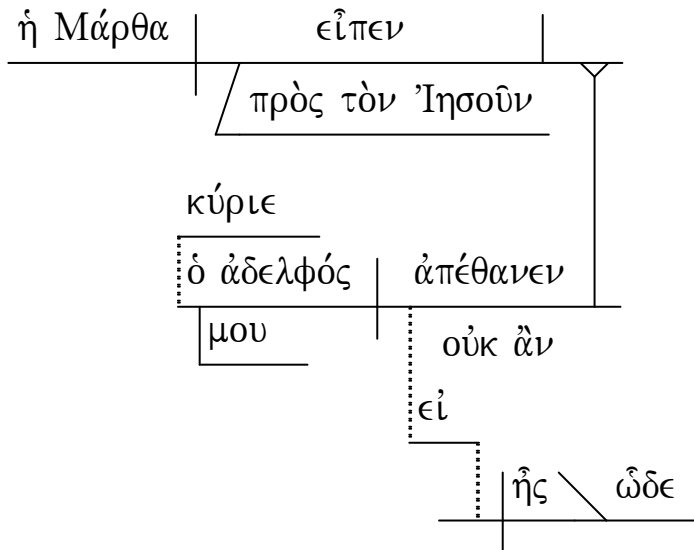 ἡ Μάρθα εἶπεν
πρὸς τὸν Ἰησοῦν
κύριε
ὁ ἀδελφός ἀπέθανεν
μου οὐκ ἂν
εἰ
ἦς ὧδε